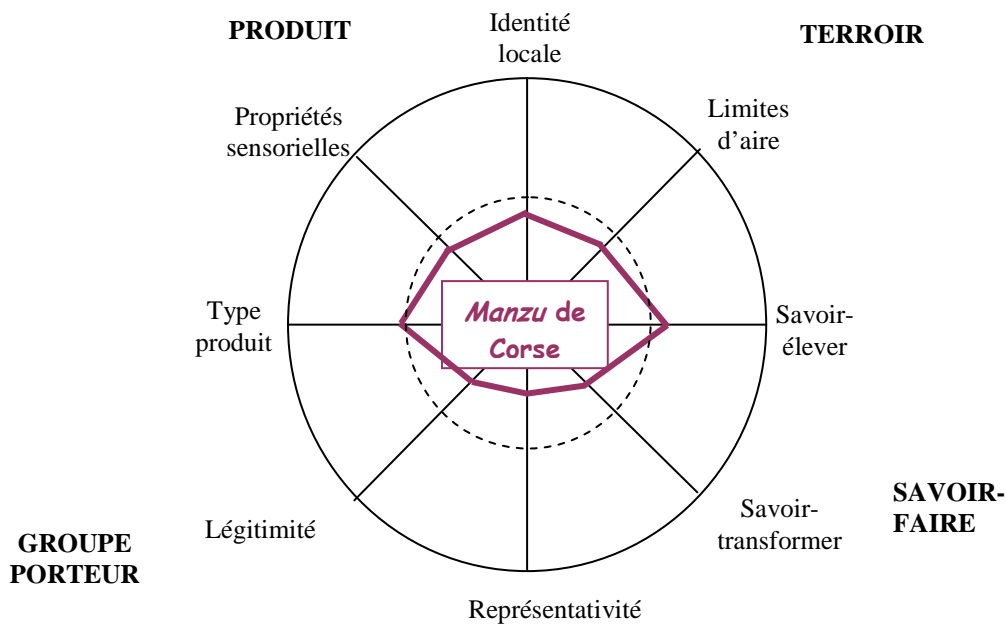 Identité
locale
PRODUIT
TERROIR
Propriétés
sensorielles
Limites
d'aire
Manzu de
Corse
Type
produit
Savoir-
élever
Légitimité
Savoir-
transformer
SAVOIR-
FAIRE
GROUPE
PORTEUR
Représentativité